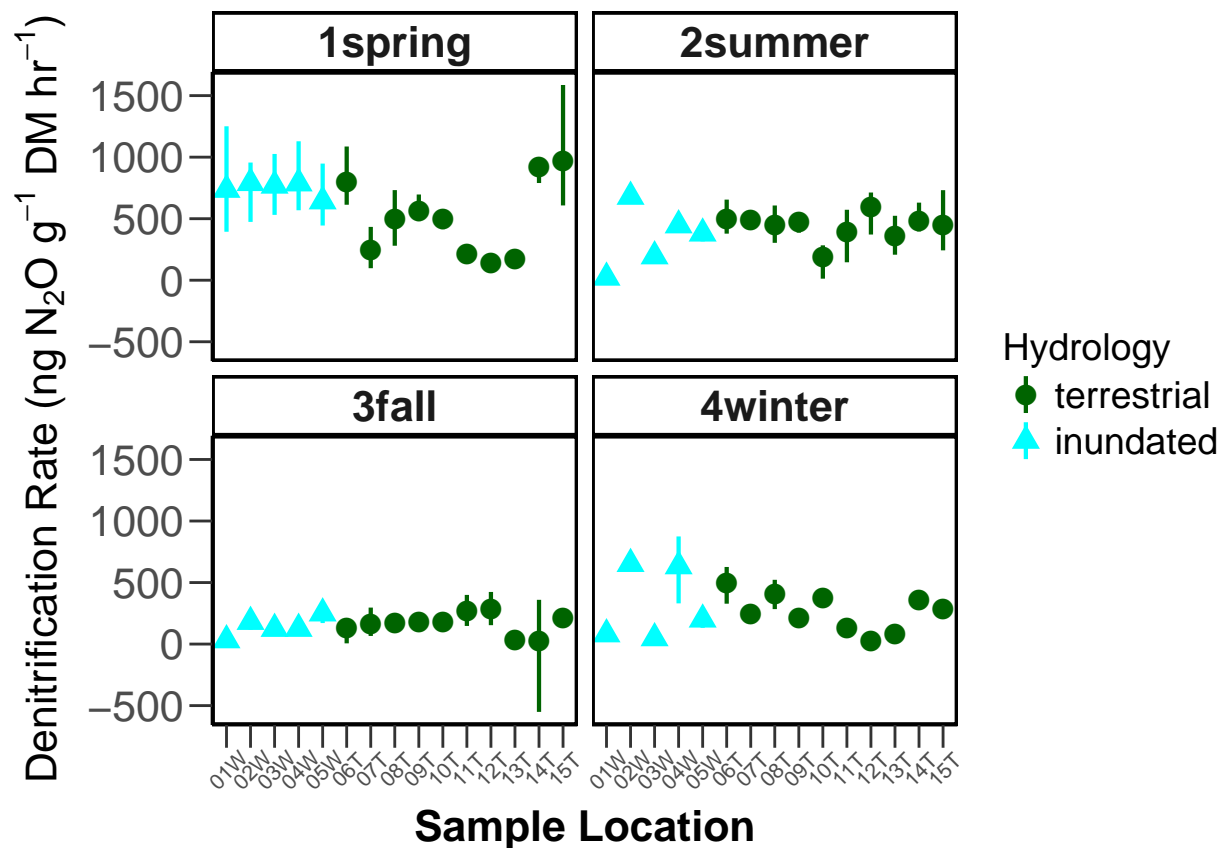 Denitrification Rate (ng N₂O g⁻¹ DM hr⁻¹)
1spring
2summer
1500
1000
500
0
−500
3fall
4winter
1500
1000
500
0
−500
01W 02W 03W 04W 05W 06T 07T 08T 09T 10T 11T 12T 13T 14T 15T
01W 02W 03W 04W 05W 06T 07T 08T 09T 10T 11T 12T 13T 14T 15T
Sample Location
Hydrology
terrestrial
inundated